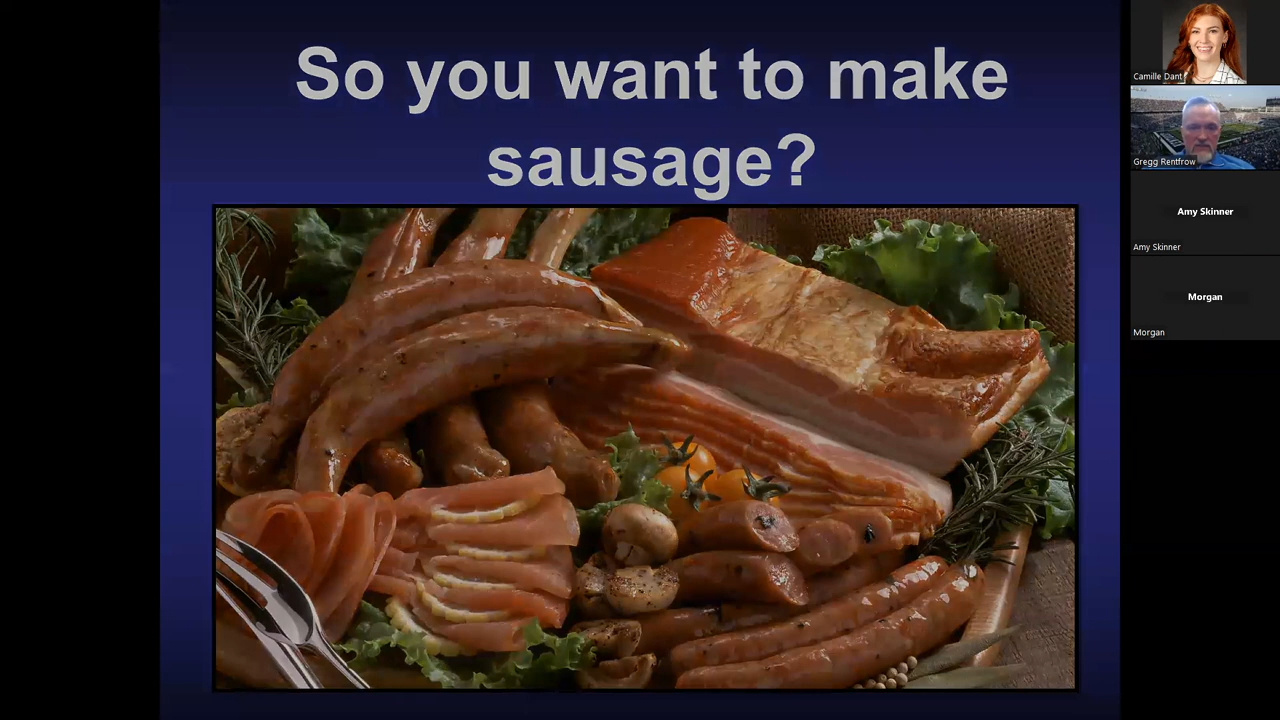 So you want to make
sausage?
Camille Dant
Gregg Rentfrow
Amy Skinner
Amy Skinner
Morgan
Morgan